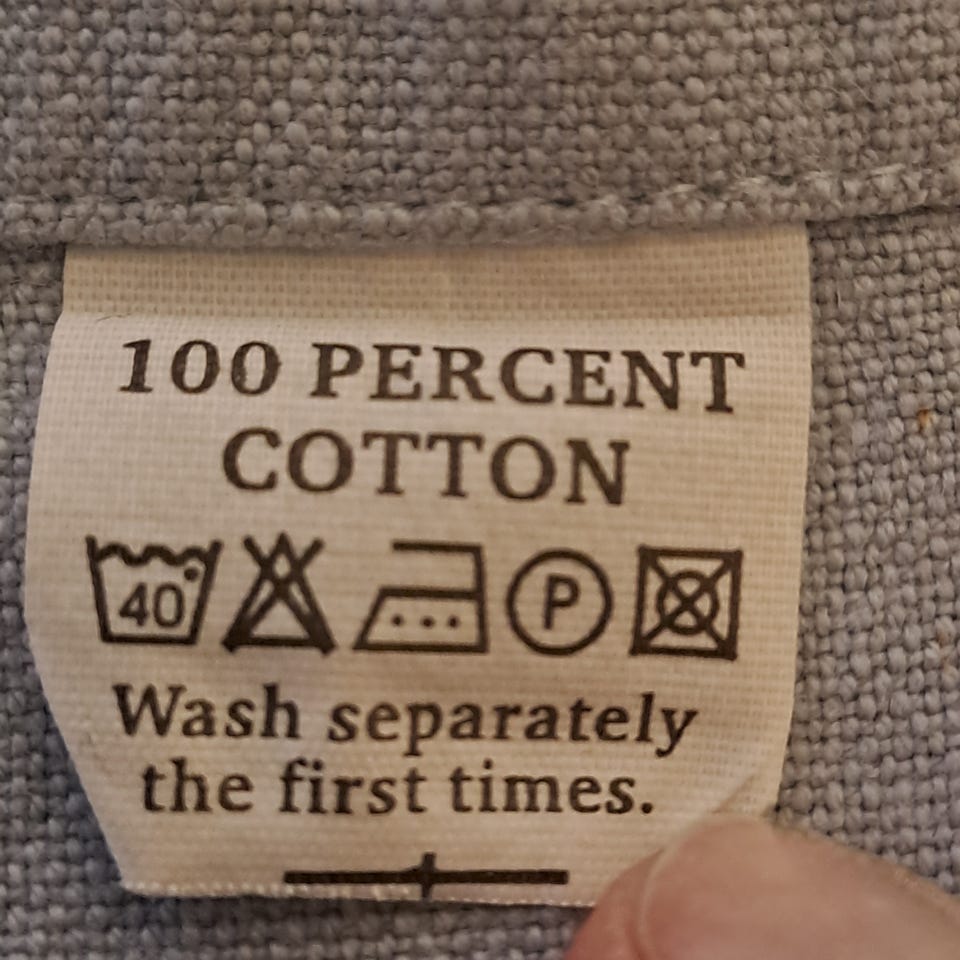 100 PERCENT
COTTON
40° P
Wash separately
the first times.